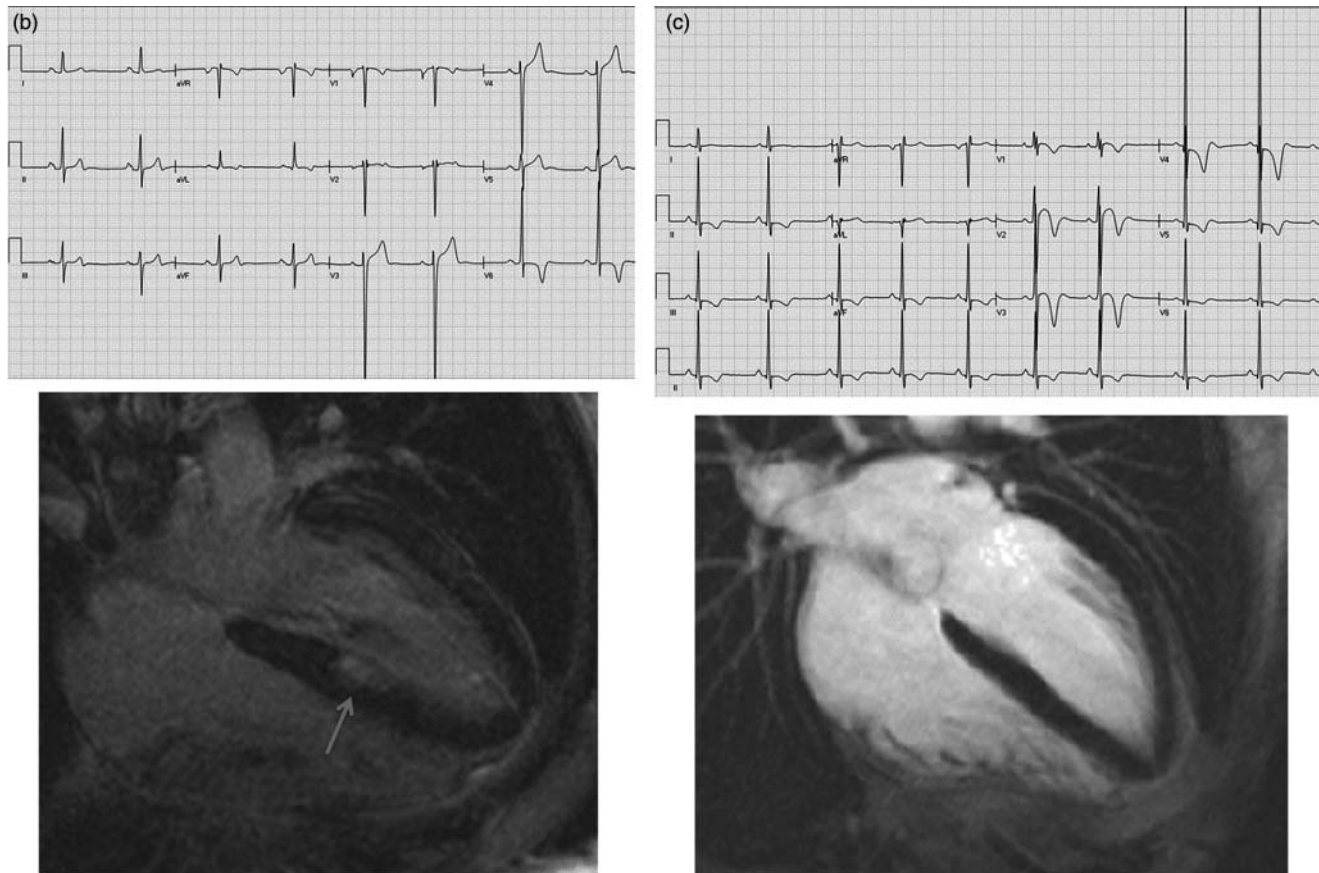 (b)
I aVR V1 V4
II aVL V2 V5
III aVF V3 V6
(c)
I aVR V1 V4
II aVL V2 V5
III aVF V3 V6
II